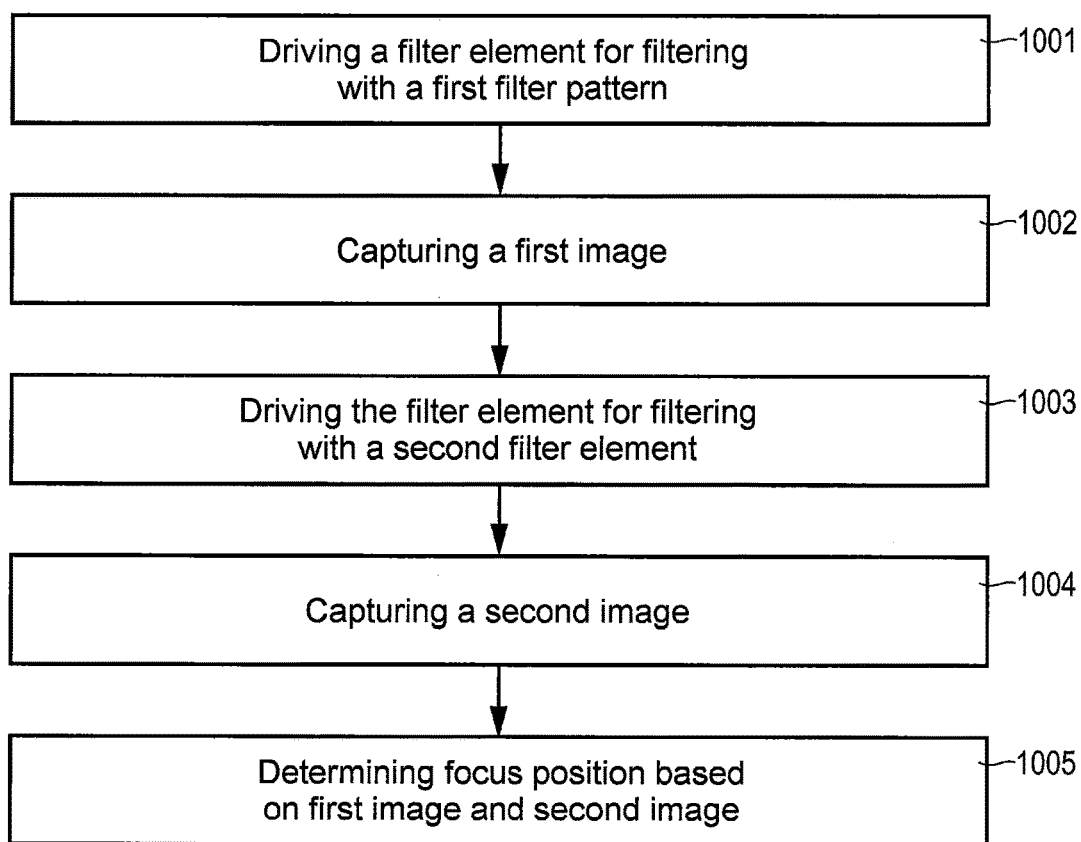 Driving a filter element for filtering
with a first filter pattern
1001
Capturing a first image
1002
Driving the filter element for filtering
with a second filter element
1003
Capturing a second image
1004
Determining focus position based
on first image and second image
1005